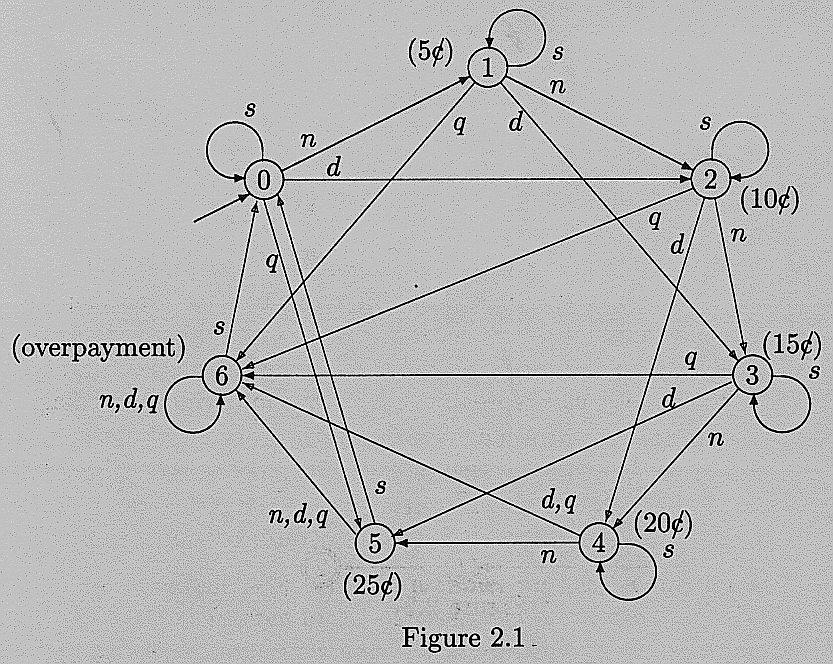 s
(5¢)
1
s
n
n
q
d
s
s
0
d
2
(10¢)
q
q
d
n
s
(overpayment)
6
q
3
(15¢)
s
n,d,q
d
n
s
d,q
n,d,q
(20¢)
5
n
4
s
(25¢)
Figure 2.1